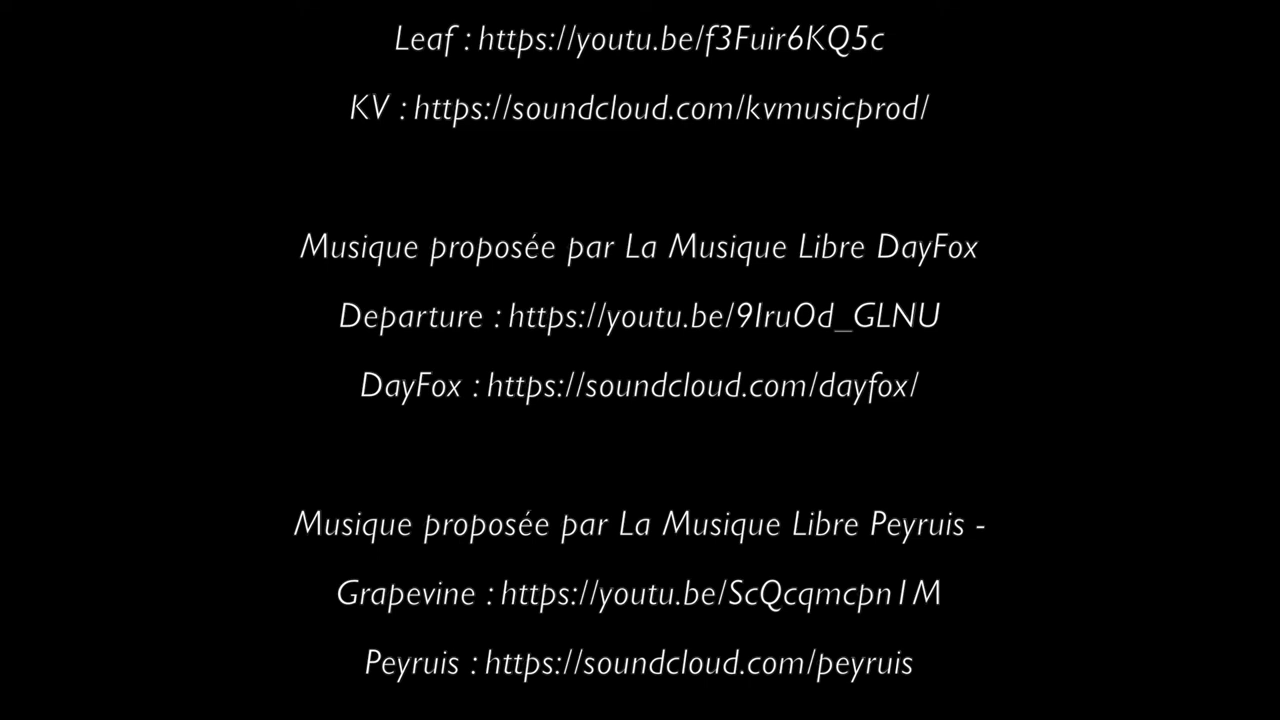 Leaf : https://youtu.be/f3Fuir6KQ5c
KV : https://soundcloud.com/kvmusicprod/
Musique proposée par La Musique Libre DayFox
Departure : https://youtu.be/9IruOd_GLNU
DayFox : https://soundcloud.com/dayfox/
Musique proposée par La Musique Libre Peyruis -
Grapevine : https://youtu.be/ScQcqmcpn1M
Peyruis : https://soundcloud.com/peyruis